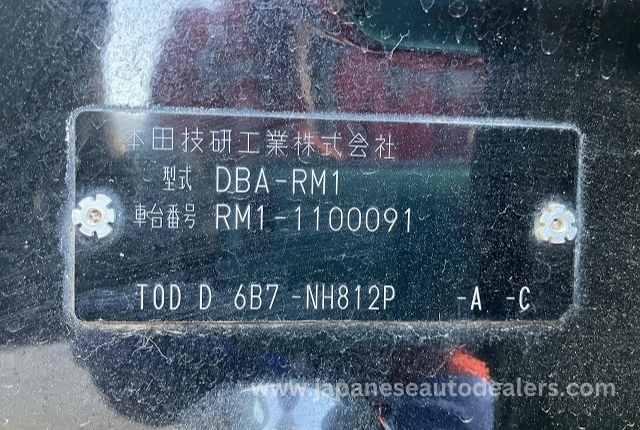 本田技研工業株式会社
型式 DBA-RM1
車台番号 RM1-1100091
TOD D 6B7 -NH812P -A -C
www.japaneseautodealers.com